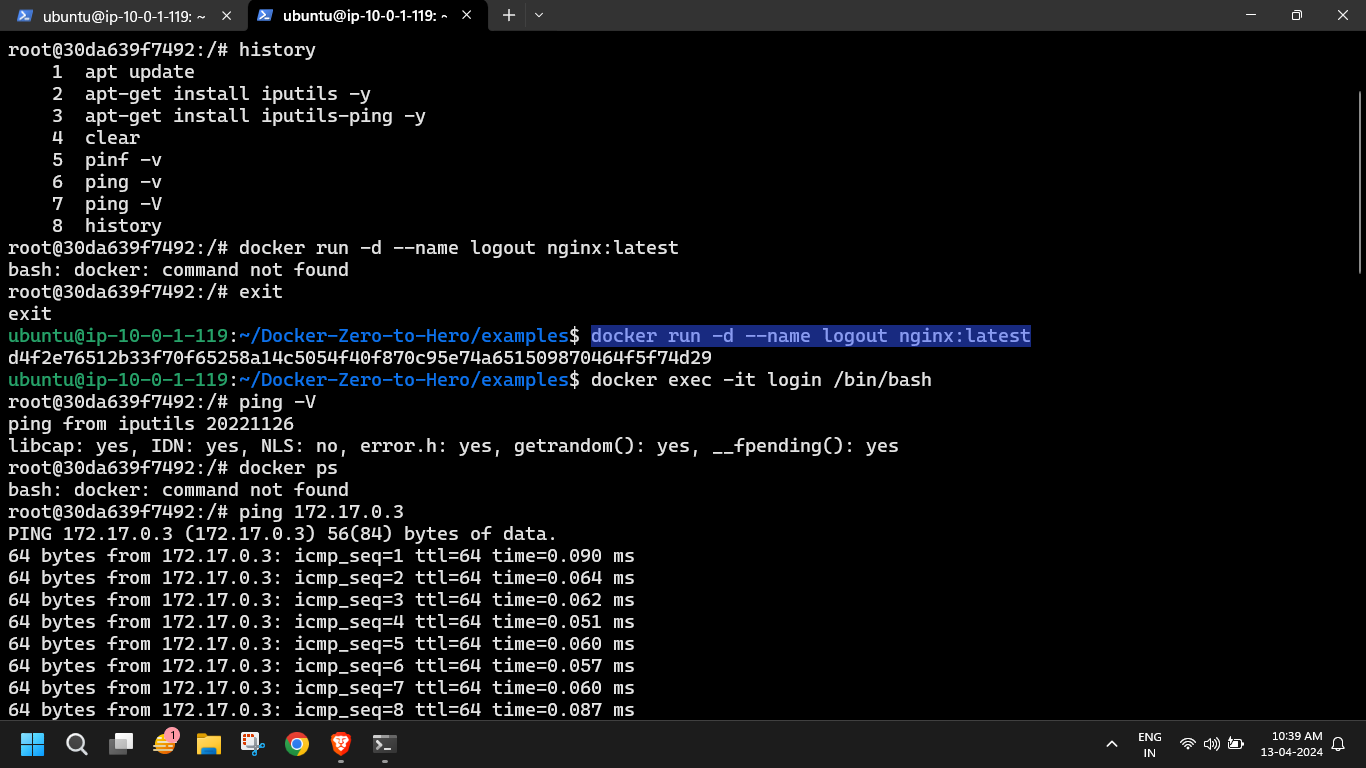 ubuntu@ip-10-0-1-119: ~
ubuntu@ip-10-0-1-119: ~
root@30da639f7492:/# history
    1  apt update
    2  apt-get install iputils -y
    3  apt-get install iputils-ping -y
    4  clear
    5  pinf -v
    6  ping -v
    7  ping -V
    8  history
root@30da639f7492:/# docker run -d --name logout nginx:latest
bash: docker: command not found
root@30da639f7492:/# exit
exit
ubuntu@ip-10-0-1-119:~/Docker-Zero-to-Hero/examples$ docker run -d --name logout nginx:latest
d4f2e76512b33f70f65258a14c5054f40f870c95e74a651509870464f5f74d29
ubuntu@ip-10-0-1-119:~/Docker-Zero-to-Hero/examples$ docker exec -it login /bin/bash
root@30da639f7492:/# ping -V
ping from iputils 20221126
libcap: yes, IDN: yes, NLS: no, error.h: yes, getrandom(): yes, __fpending(): yes
root@30da639f7492:/# docker ps
bash: docker: command not found
root@30da639f7492:/# ping 172.17.0.3
PING 172.17.0.3 (172.17.0.3) 56(84) bytes of data.
64 bytes from 172.17.0.3: icmp_seq=1 ttl=64 time=0.090 ms
64 bytes from 172.17.0.3: icmp_seq=2 ttl=64 time=0.064 ms
64 bytes from 172.17.0.3: icmp_seq=3 ttl=64 time=0.062 ms
64 bytes from 172.17.0.3: icmp_seq=4 ttl=64 time=0.051 ms
64 bytes from 172.17.0.3: icmp_seq=5 ttl=64 time=0.060 ms
64 bytes from 172.17.0.3: icmp_seq=6 ttl=64 time=0.057 ms
64 bytes from 172.17.0.3: icmp_seq=7 ttl=64 time=0.060 ms
64 bytes from 172.17.0.3: icmp_seq=8 ttl=64 time=0.087 ms
1
ENG
IN
10:39 AM
13-04-2024